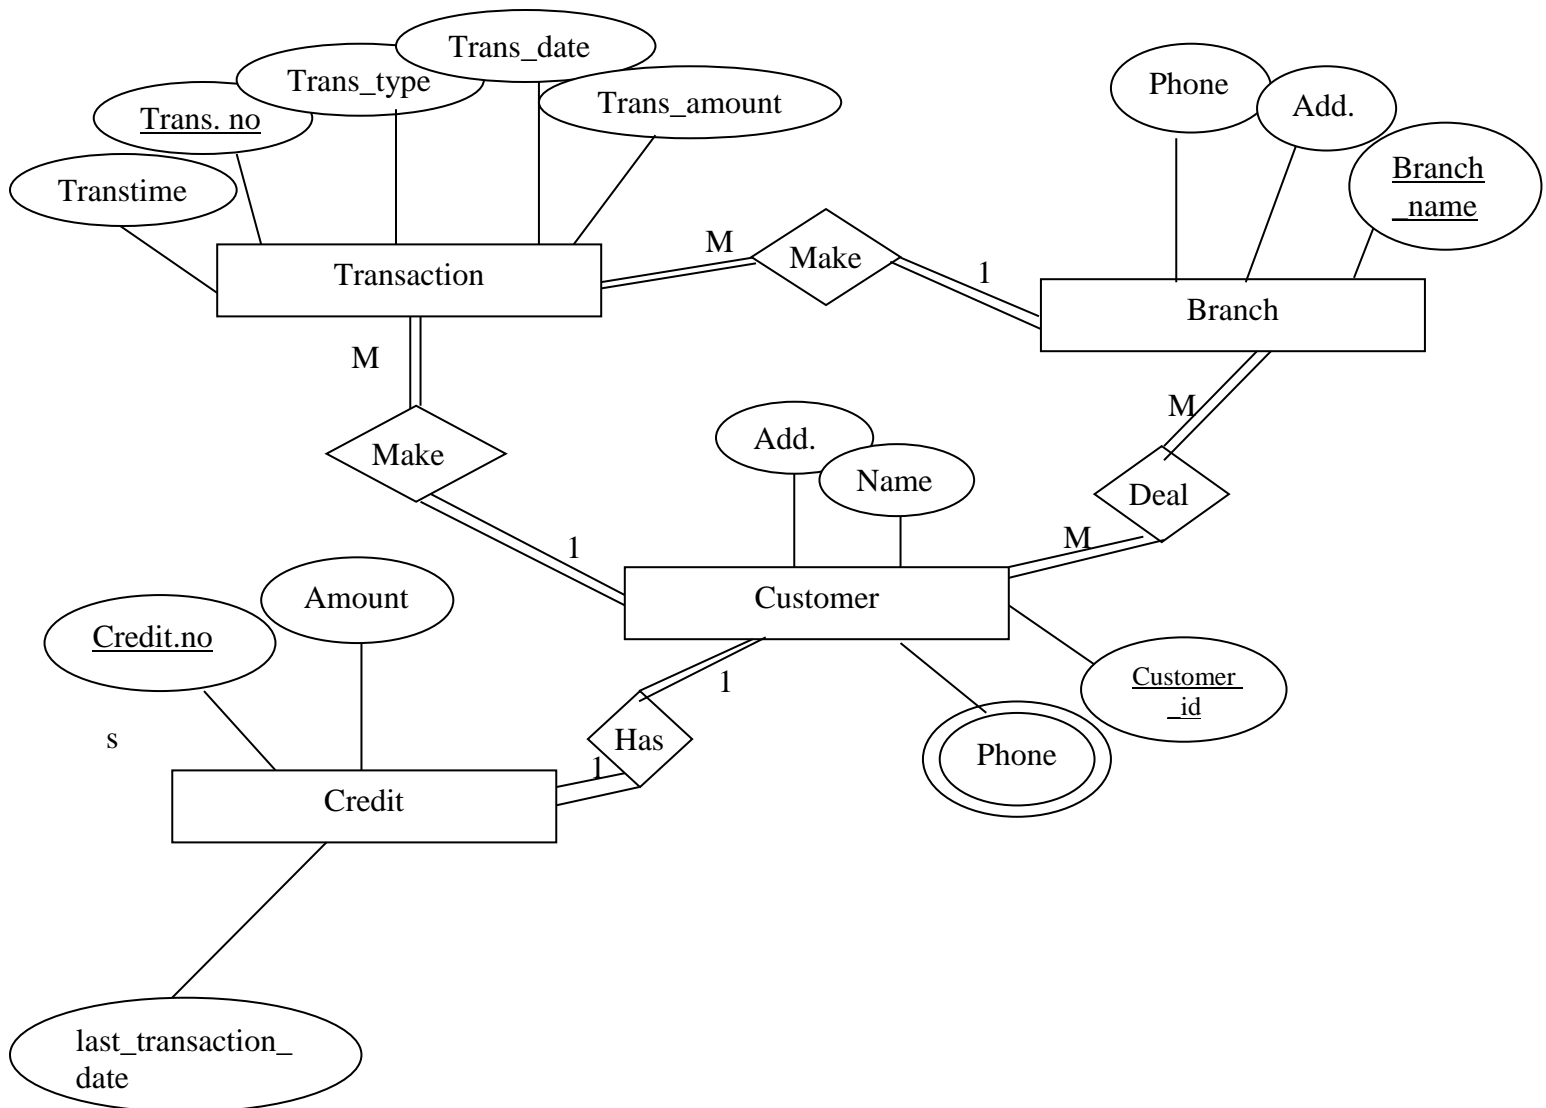 Trans_date
Trans_type
Trans_amount
Trans. no
Transtime
Phone
Add.
Branch
_name
M
Make
1
Transaction
Branch
M
M
Make
Add.
Name
Deal
M
1
Customer
Amount
Credit.no
Customer
_id
1
s
Has
Phone
1
Credit
last_transaction_
date